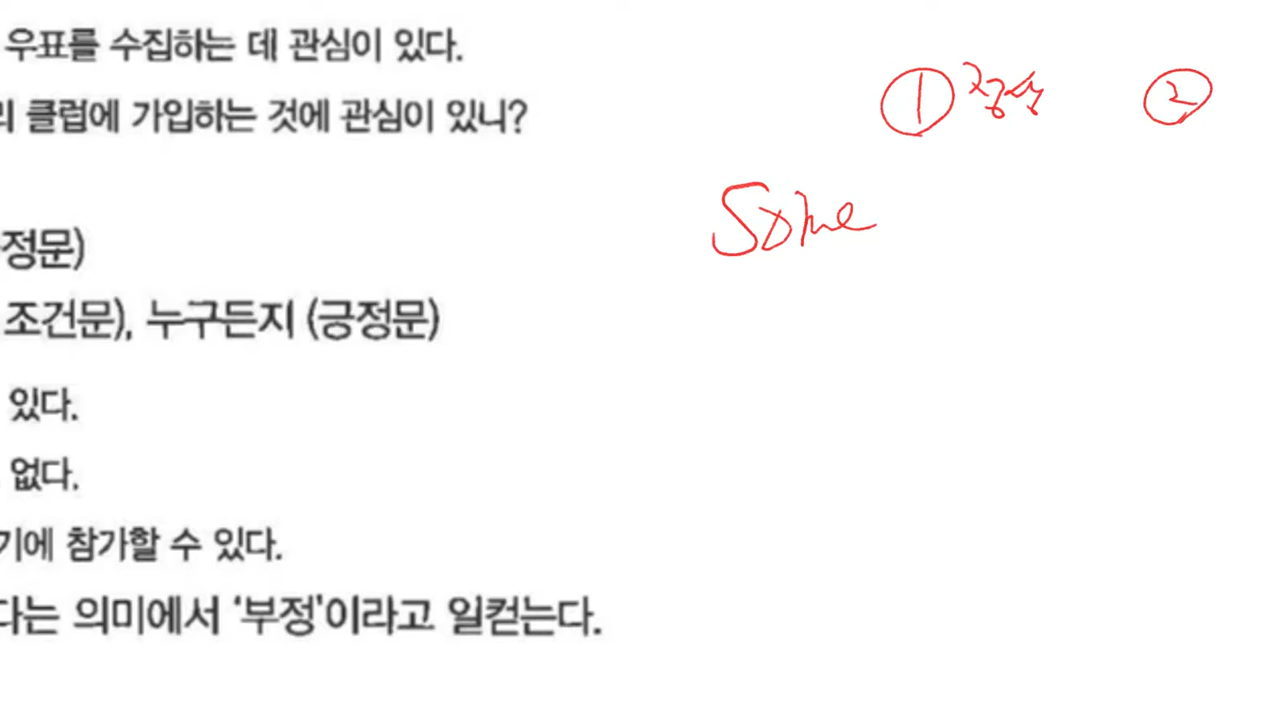 우표를 수집하는 데 관심이 있다.
리 클럽에 가입하는 것에 관심이 있니?
① 긍정 ②
some
정문)
조건문), 누구든지 (긍정문)
있다.
없다.
기에 참가할 수 있다.
다는 의미에서 '부정'이라고 일컫는다.